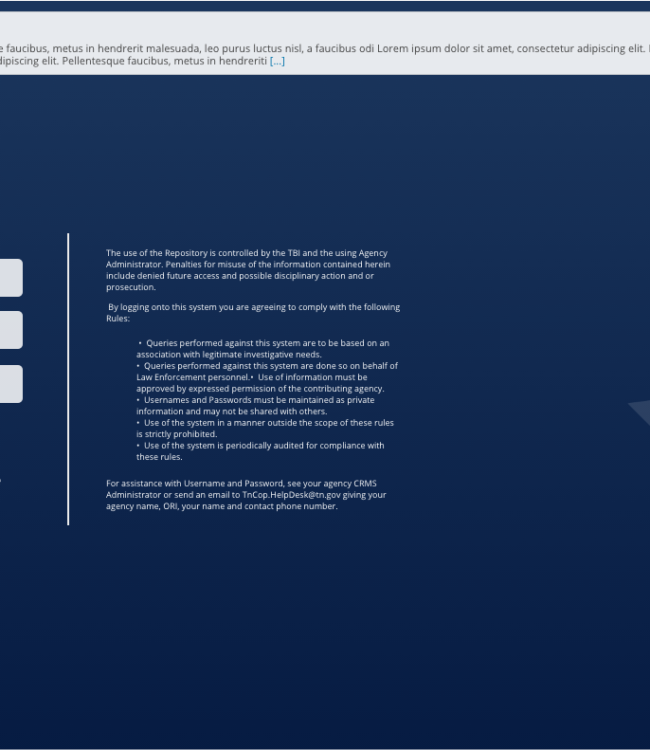 e faucibus, metus in hendrerit malesuada, leo purus luctus nisl, a faucibus odi Lorem ipsum dolor sit amet, consectetur adipiscing elit.
dipiscing elit. Pellentesque faucibus, metus in hendreriti [...]
The use of the Repository is controlled by the TBI and the using Agency
Administrator. Penalties for misuse of the information contained herein
include denied future access and possible disciplinary action and or
prosecution.
By logging onto this system you are agreeing to comply with the following
Rules:
• Queries performed against this system are to be based on an
association with legitimate investigative needs.
• Queries performed against this system are done so on behalf of
Law Enforcement personnel.• Use of information must be
approved by expressed permission of the contributing agency.
• Usernames and Passwords must be maintained as private
information and may not be shared with others.
• Use of the system in a manner outside the scope of these rules
is strictly prohibited.
• Use of the system is periodically audited for compliance with
these rules.
For assistance with Username and Password, see your agency CRMS
Administrator or send an email to TnCop.HelpDesk@tn.gov giving your
agency name, ORI, your name and contact phone number.